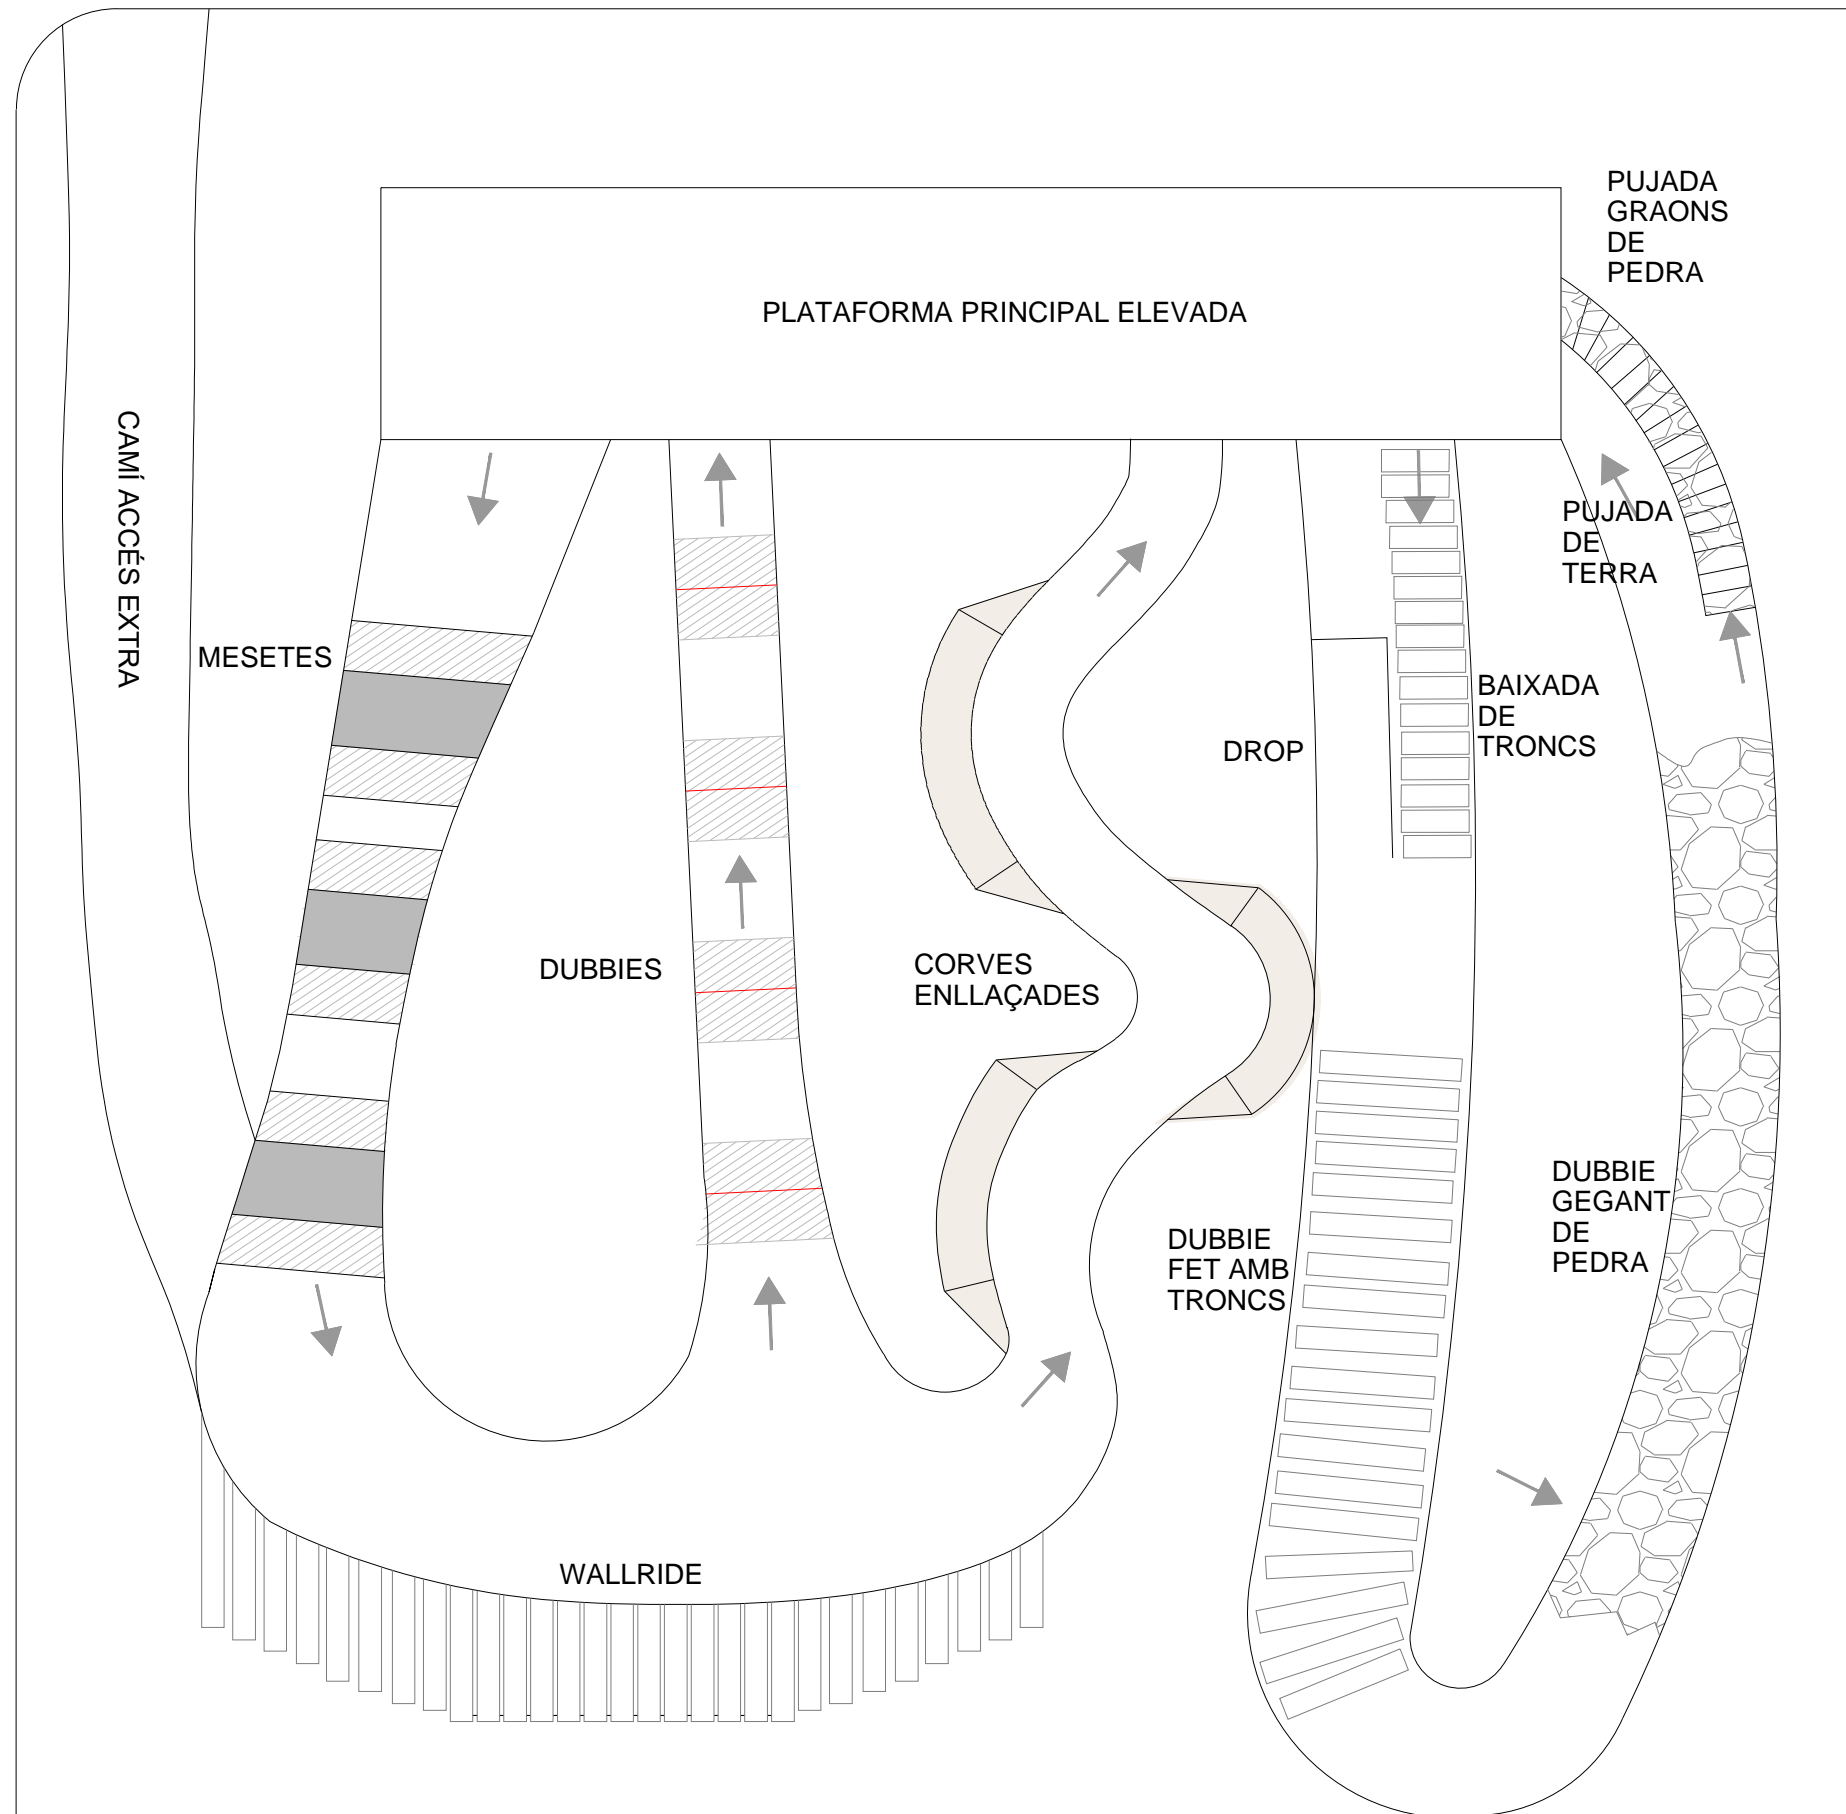 PUJADA
GRAONS
DE
PEDRA
PLATAFORMA PRINCIPAL ELEVADA
CAMÍ ACCÉS EXTRA
PUJADA
DE
TERRA
MESETES
BAIXADA
DE
TRONCS
DROP
DUBBIES
CORVES
ENLLAÇADES
DUBBIE
GEGANT
DE
PEDRA
DUBBIE
FET AMB
TRONCS
WALLRIDE